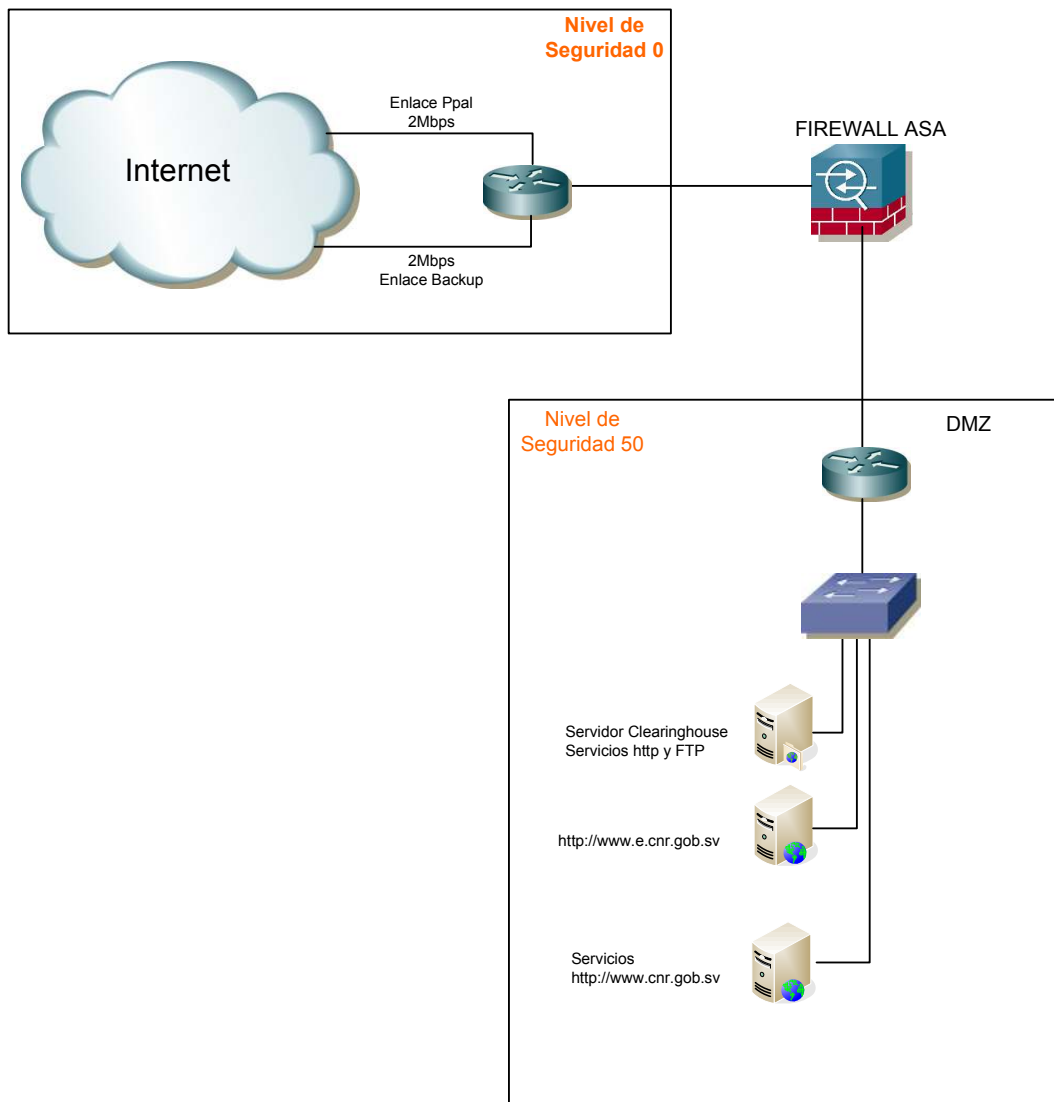 Nivel de
Seguridad 0
Enlace Ppal
2Mbps
Internet
2Mbps
Enlace Backup
FIREWALL ASA
Nivel de
Seguridad 50
DMZ
Servidor Clearinghouse
Servicios http y FTP
http://www.e.cnr.gob.sv
Servicios
http://www.cnr.gob.sv